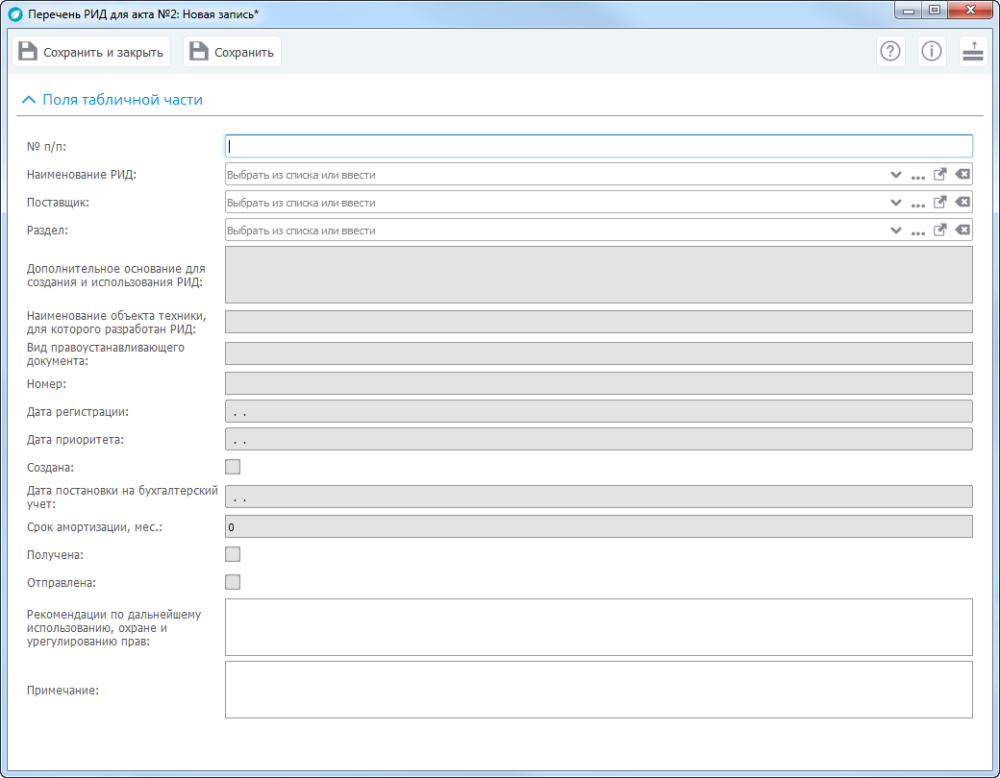 Перечень РИД для акта №2: Новая запись*
Сохранить и закрыть
Сохранить
Поля табличной части
№ п/п:
Наименование РИД:
Выбрать из списка или ввести
Поставщик:
Выбрать из списка или ввести
Раздел:
Выбрать из списка или ввести
Дополнительное основание для
создания и использования РИД:
Наименование объекта техники,
для которого разработан РИД:
Вид правоустанавливающего
документа:
Номер:
Дата регистрации:
. .
Дата приоритета:
. .
Создана:
Дата постановки на бухгалтерский
учет:
. .
Срок амортизации, мес.:
0
Получена:
Отправлена:
Рекомендации по дальнейшему
использованию, охране и
урегулированию прав:
Примечание: